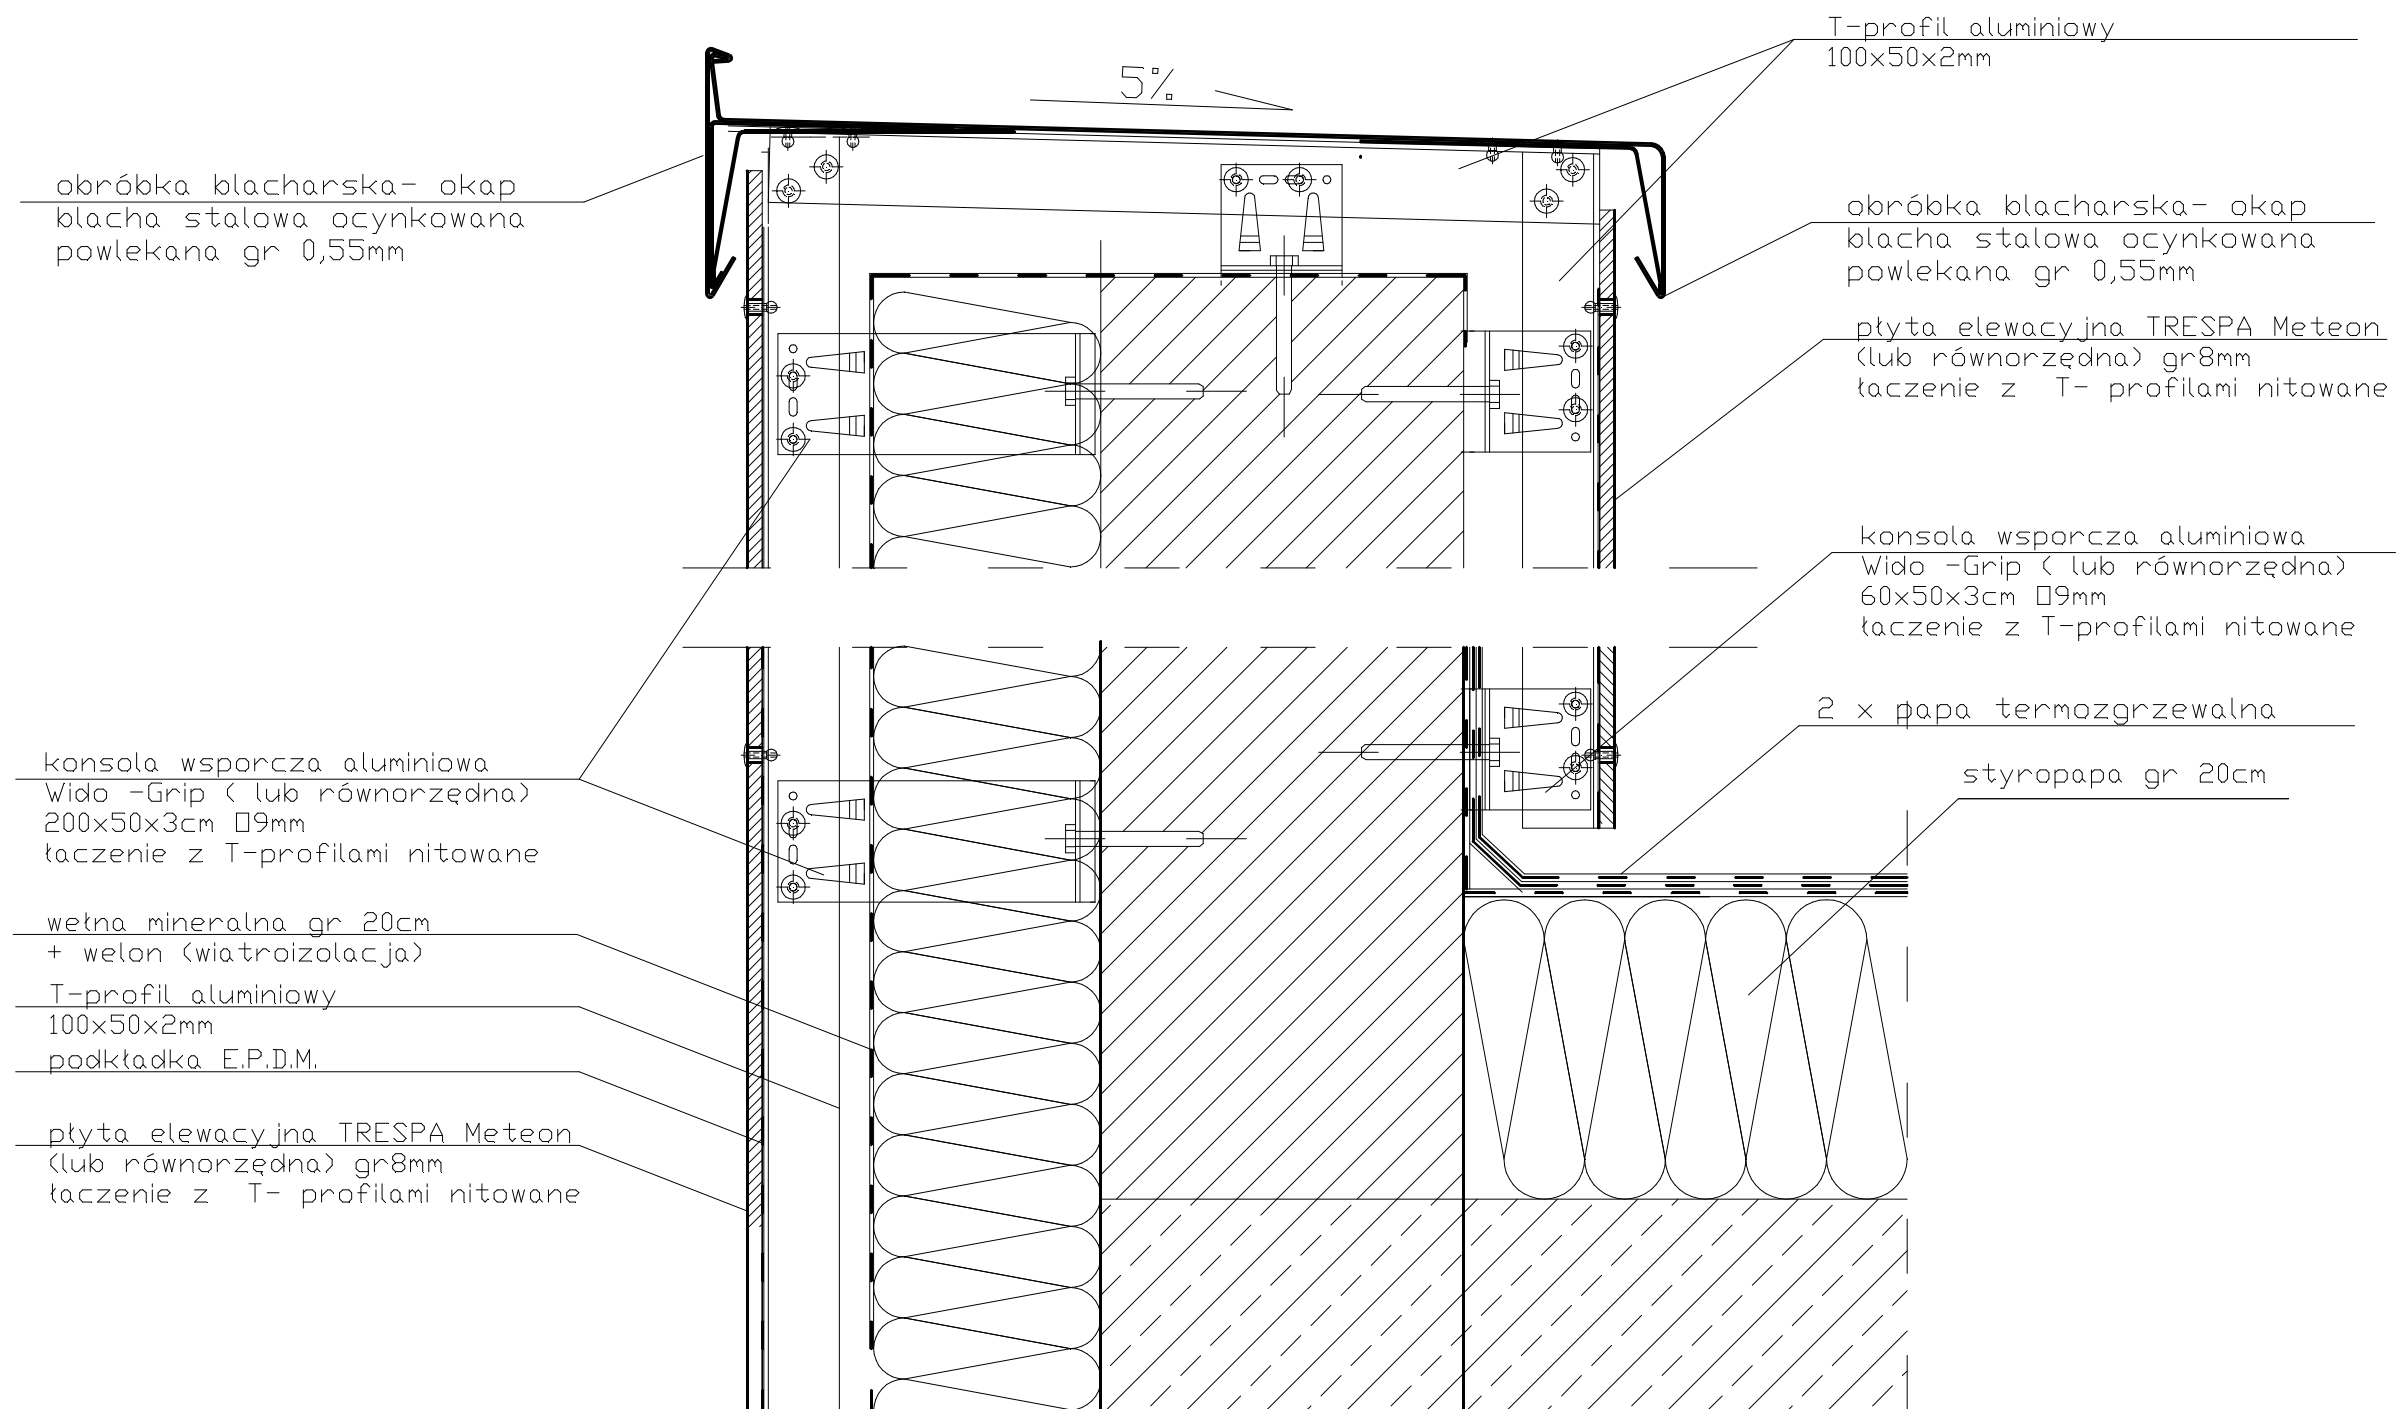 5%
T-profil aluminiowy
100x50x2mm
obróbka blacharska- okap
blacha stalowa ocynkowana
powlekana gr 0,55mm
obróbka blacharska- okap
blacha stalowa ocynkowana
powlekana gr 0,55mm
płyta elewacyjna TRESPA Meteon
(lub równorzędna) gr8mm
łaczenie z T- profilami nitowane
konsola wsporcza aluminiowa
Wido -Grip ( lub równorzędna)
60x50x3cm □9mm
łaczenie z T-profilami nitowane
2 x papa termozgrzewalna
styropapa gr 20cm
konsola wsporcza aluminiowa
Wido -Grip ( lub równorzędna)
200x50x3cm □9mm
łaczenie z T-profilami nitowane
wełna mineralna gr 20cm
+ welon (wiatroizolacja)
T-profil aluminiowy
100x50x2mm
podkładka E.P.D.M.
płyta elewacyjna TRESPA Meteon
(lub równorzędna) gr8mm
łaczenie z T- profilami nitowane